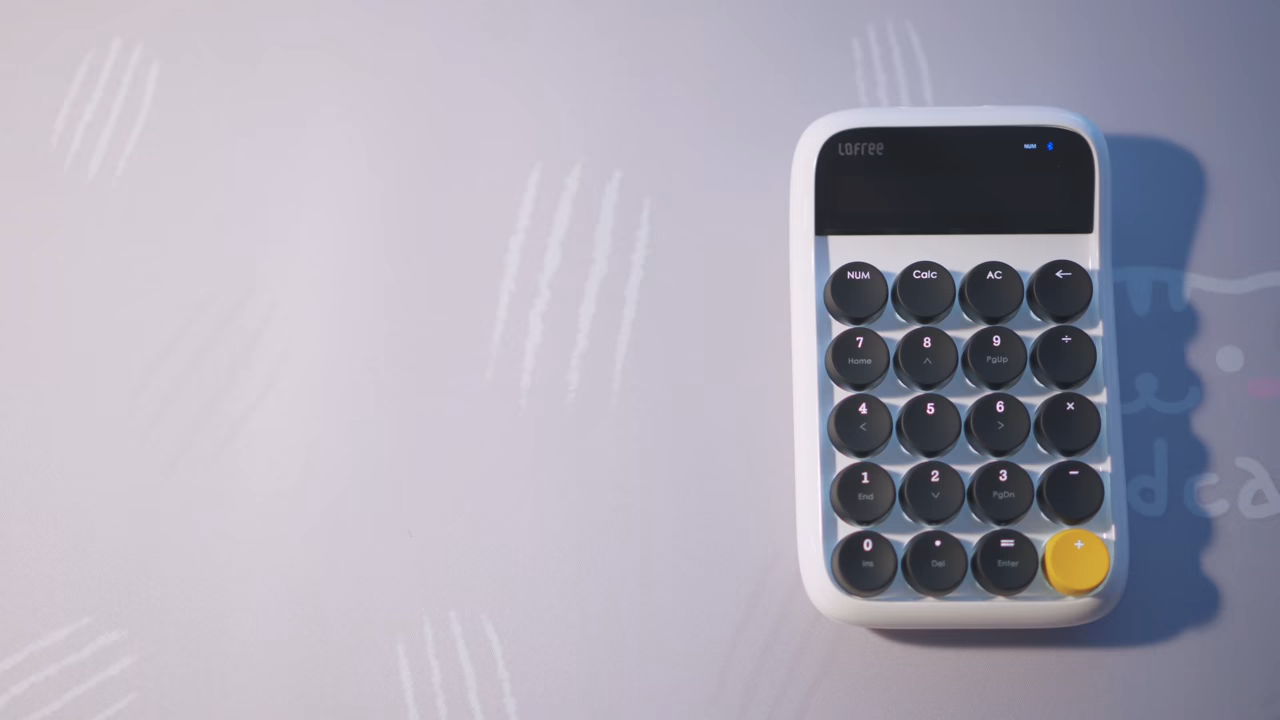 LOFREE NUM
NUM Calc AC ←
7 8 9 ÷
Home ^ PgUp
4 5 6 ×
< >
1 2 3 −
End ∨ PgDn
0 • = +
Ins Del Enter
dca